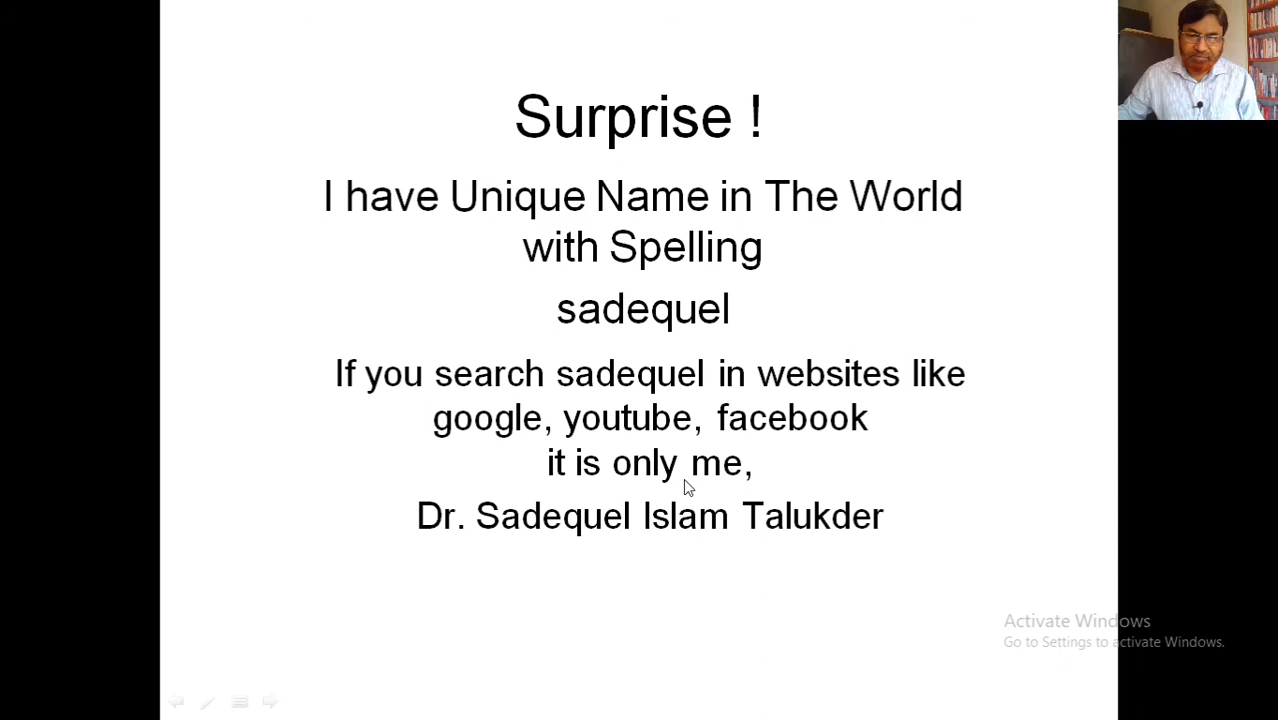 Surprise !
I have Unique Name in The World
with Spelling
sadequel
If you search sadequel in websites like
google, youtube, facebook
it is only me,
Dr. Sadequel Islam Talukder
Activate Windows
Go to Settings to activate Windows.